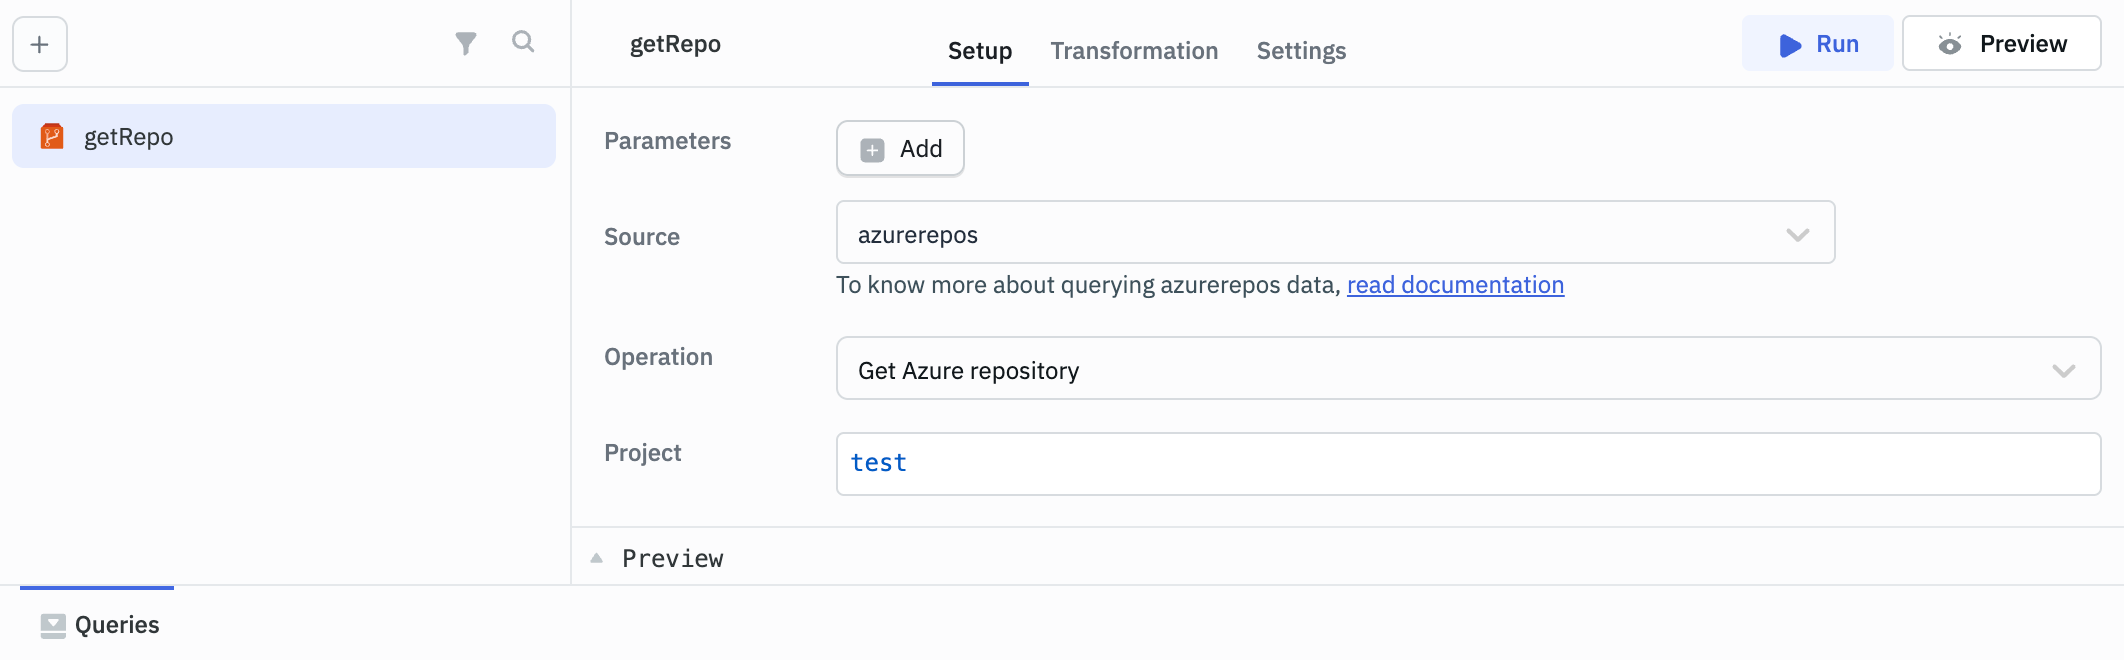 getRepo
getRepo
Setup
Transformation
Settings
Run
Preview
Parameters
Add
Source
azurerepos
To know more about querying azurerepos data, read documentation
Operation
Get Azure repository
Project
test
Preview
Queries